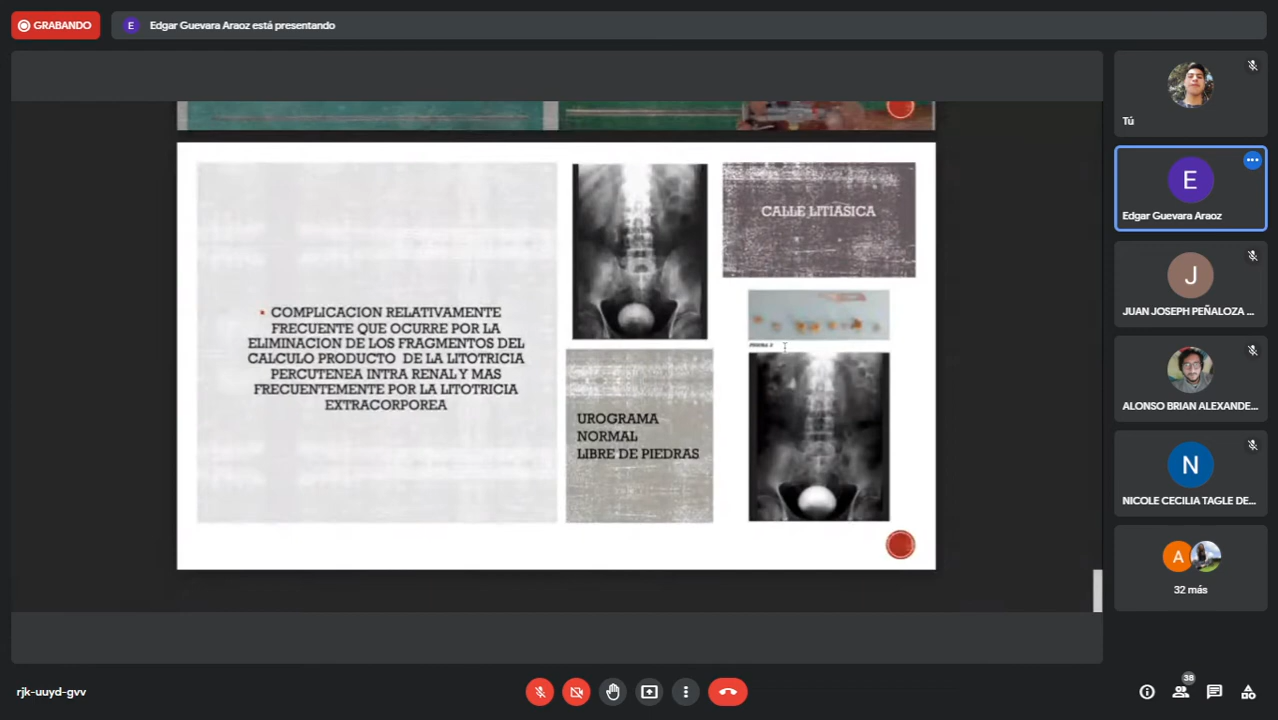 GRABANDO
E
Edgar Guevara Araoz está presentando
COMPLICACION RELATIVAMENTE
FRECUENTE QUE OCURRE POR LA
ELIMINACION DE LOS FRAGMENTOS DEL
CALCULO PRODUCTO DE LA LITOTRICIA
PERCUTENEA INTRA RENAL Y MAS
FRECUENTEMENTE POR LA LITOTRICIA
EXTRACORPOREA
UROGRAMA
NORMAL
LIBRE DE PIEDRAS
CALLE LITIASICA
Tú
E
Edgar Guevara Araoz
J
JUAN JOSEPH PEÑALOZA ...
ALONSO BRIAN ALEXANDE...
N
NICOLE CECILIA TAGLE DE...
A
32 más
rjk-uuyd-gvv
38